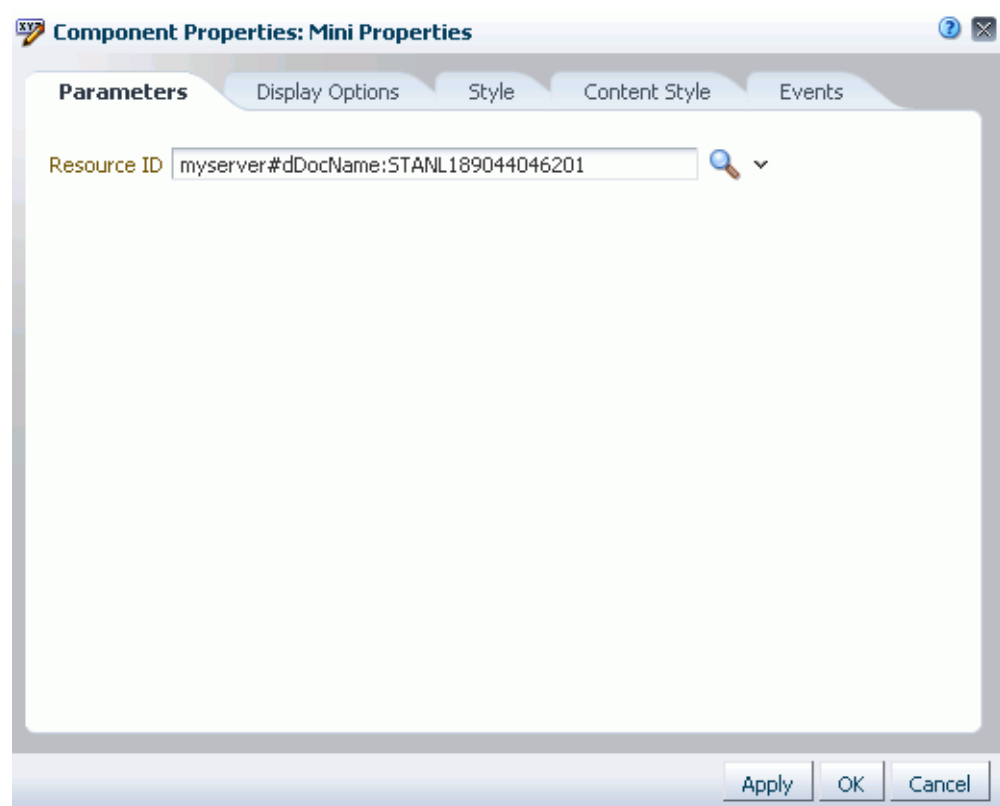 Component Properties: Mini Properties
Parameters Display Options Style Content Style Events
Resource ID myserver#dDocName:STANL189044046201
Apply OK Cancel